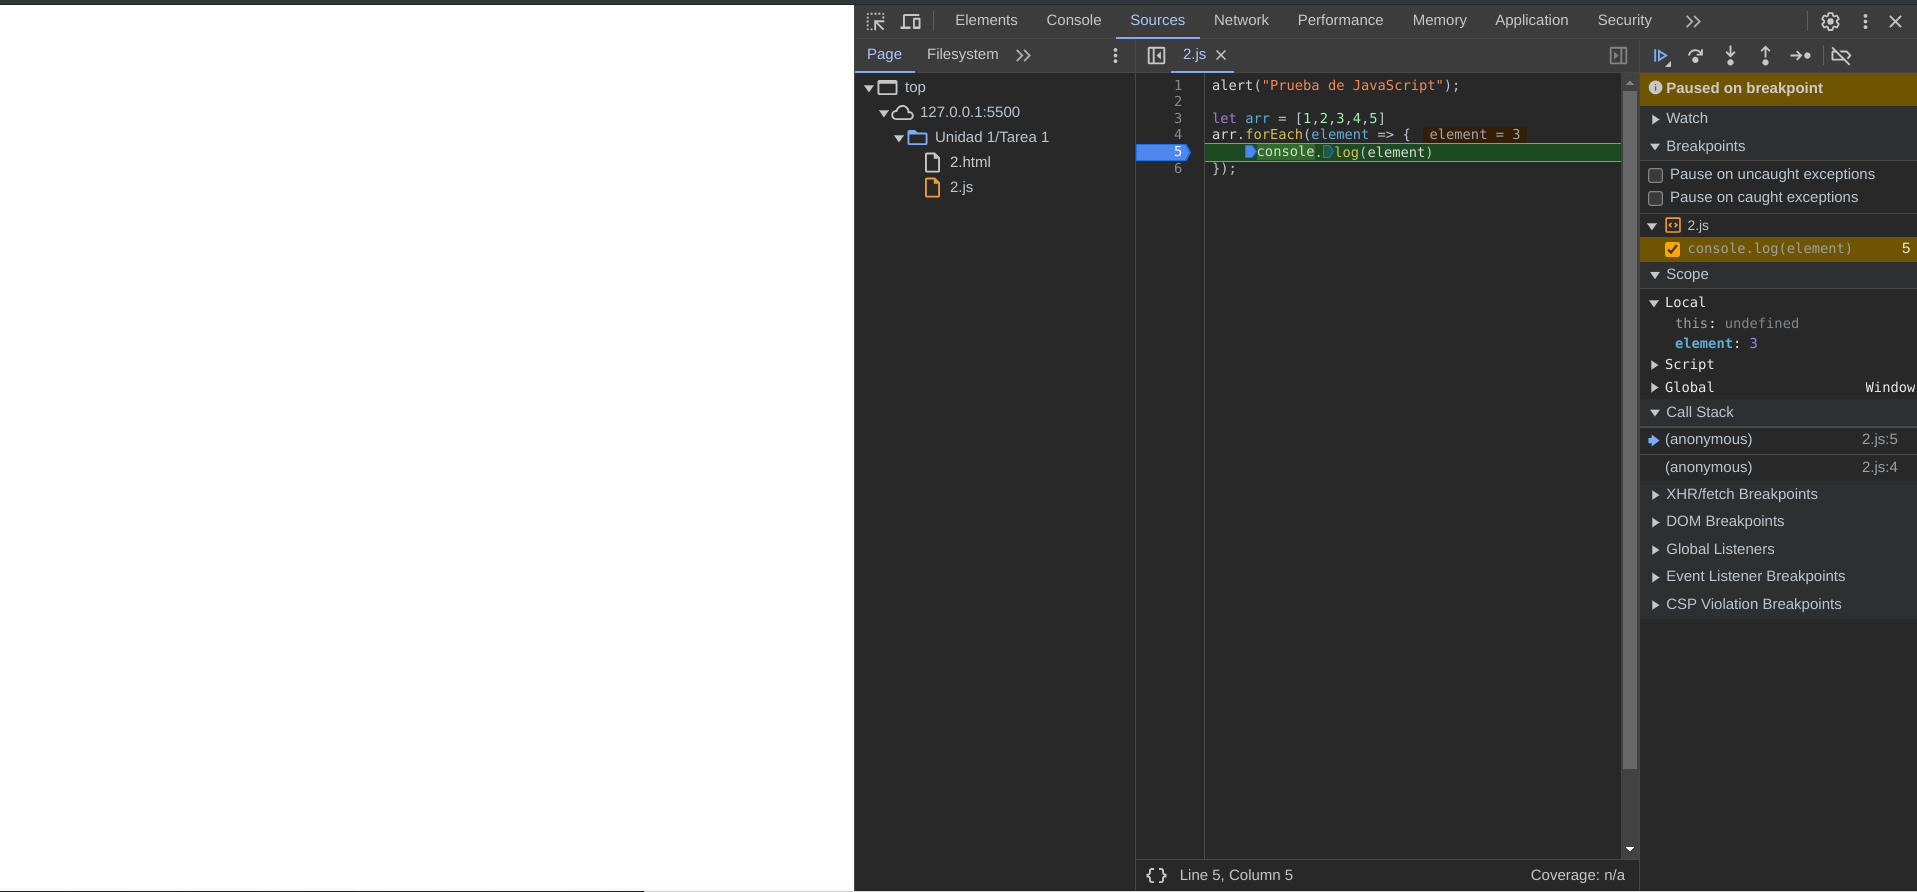 Elements Console Sources Network Performance Memory Application Security
Page Filesystem
top
127.0.0.1:5500
Unidad 1/Tarea 1
2.html
2.js
2.js
1 alert("Prueba de JavaScript");
2
3 let arr = [1,2,3,4,5]
4 arr.forEach(element => { element = 3
5 console.log(element)
6 });
{} Line 5, Column 5 Coverage: n/a
Paused on breakpoint
Watch
Breakpoints
Pause on uncaught exceptions
Pause on caught exceptions
2.js
console.log(element) 5
Scope
Local
this: undefined
element: 3
Script
Global Window
Call Stack
(anonymous) 2.js:5
(anonymous) 2.js:4
XHR/fetch Breakpoints
DOM Breakpoints
Global Listeners
Event Listener Breakpoints
CSP Violation Breakpoints